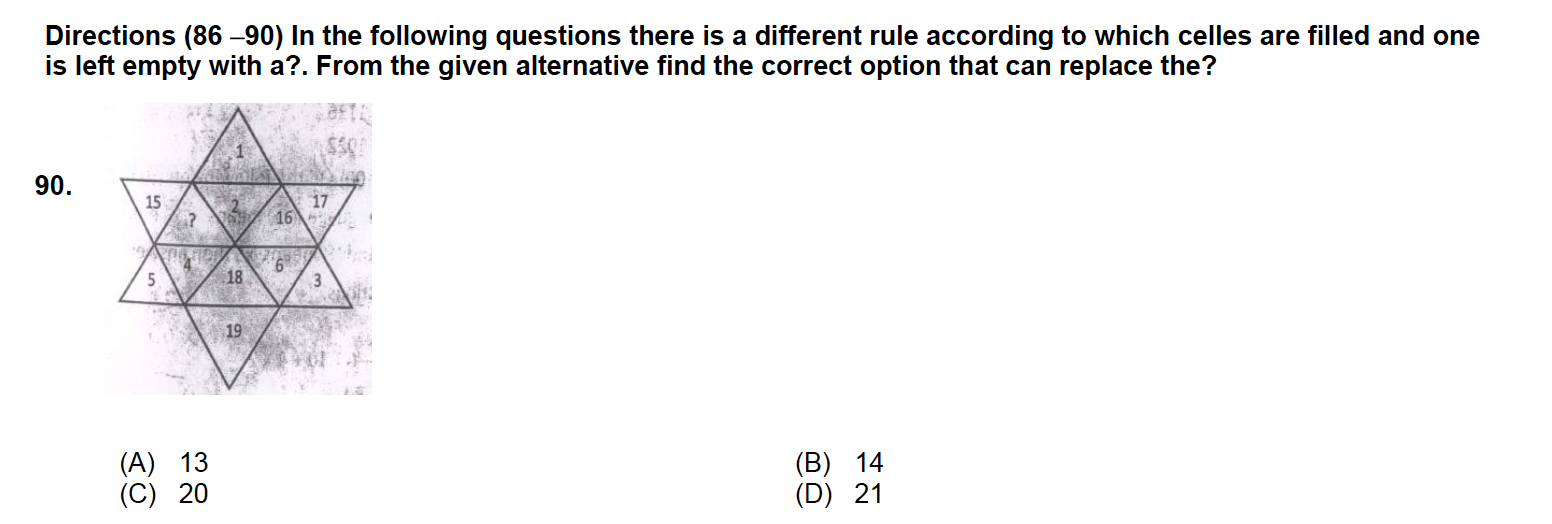 Directions (86 –90) In the following questions there is a different rule according to which celles are filled and one
is left empty with a?. From the given alternative find the correct option that can replace the?
90.
1
15 ? 2 16 17
5 4 18 6 3
19
(A) 13 (B) 14
(C) 20 (D) 21